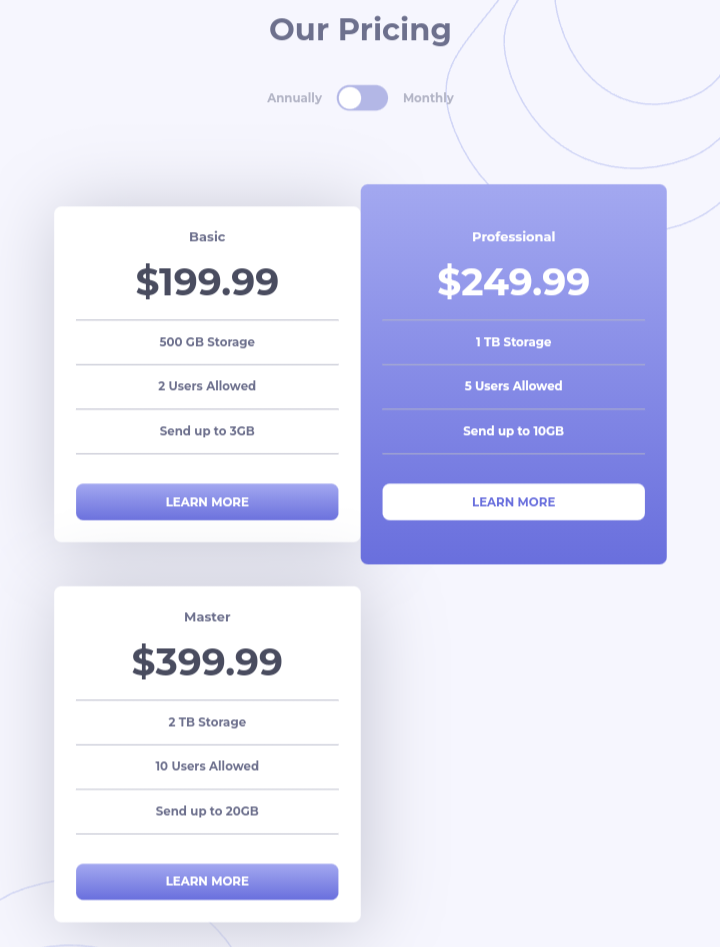 Our Pricing
Annually Monthly
Basic
$199.99
500 GB Storage
2 Users Allowed
Send up to 3GB
LEARN MORE
Professional
$249.99
1 TB Storage
5 Users Allowed
Send up to 10GB
LEARN MORE
Master
$399.99
2 TB Storage
10 Users Allowed
Send up to 20GB
LEARN MORE